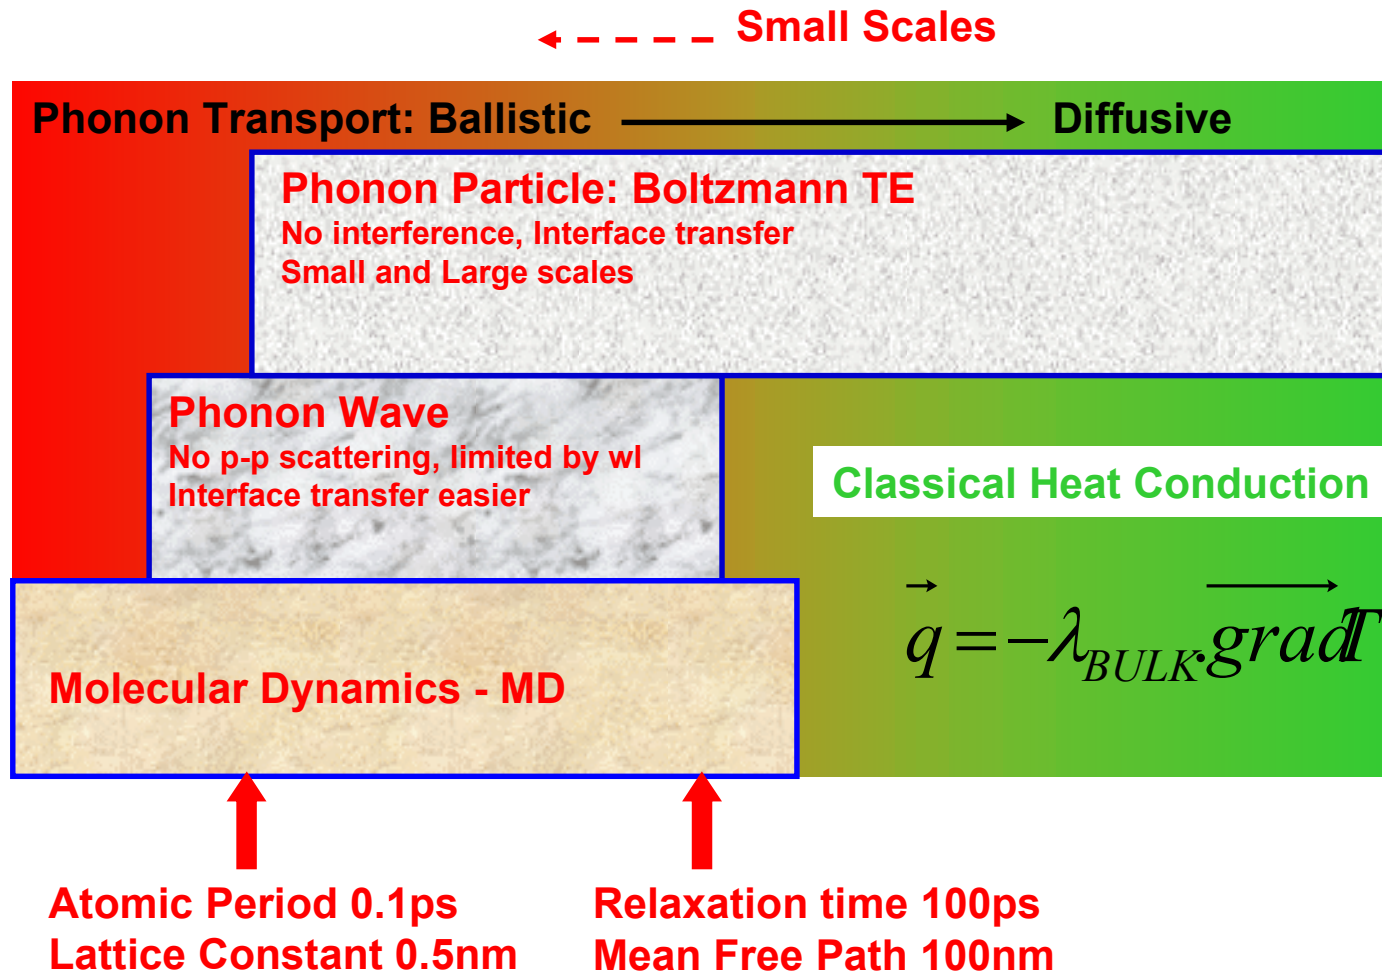 Small Scales
Phonon Transport: Ballistic Diffusive
Phonon Particle: Boltzmann TE
No interference, Interface transfer
Small and Large scales
Phonon Wave
No p-p scattering, limited by wl
Interface transfer easier
Classical Heat Conduction
q = −λ_BULK . grad T
Molecular Dynamics - MD
Atomic Period 0.1ps
Lattice Constant 0.5nm
Relaxation time 100ps
Mean Free Path 100nm